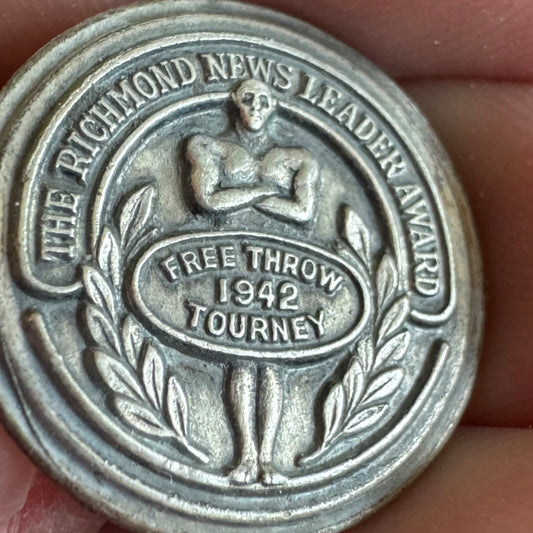 THE RICHMOND NEWS LEADER AWARD
FREE THROW
1942
TOURNEY